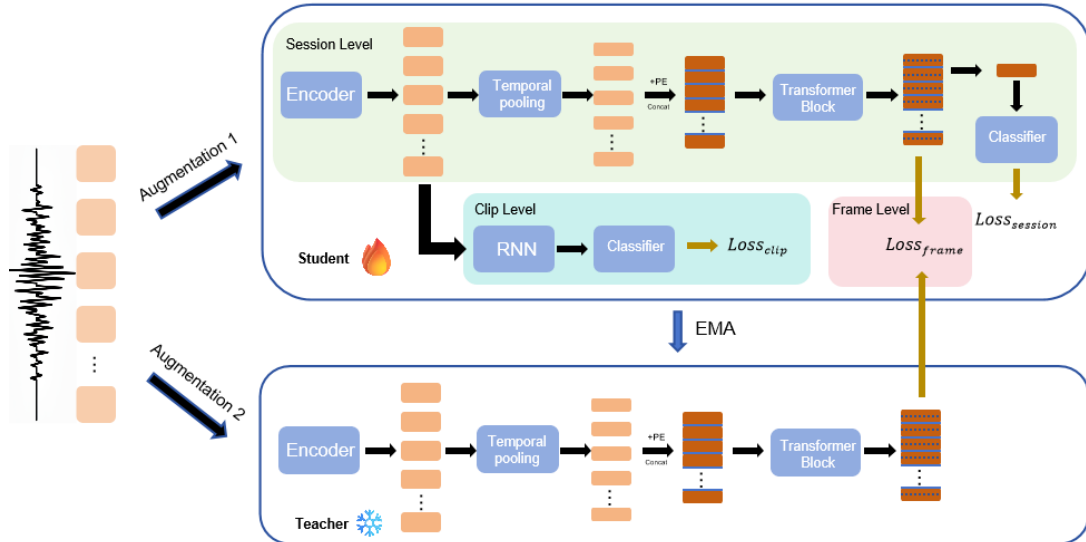 Session Level
Encoder
Temporal
pooling
+PE
Concat
Transformer
Block
Classifier
Augmentation 1
Clip Level
RNN
Classifier
Loss_clip
Frame Level
Loss_frame
Loss_session
Student
EMA
Augmentation 2
Encoder
Temporal
pooling
+PE
Concat
Transformer
Block
Teacher